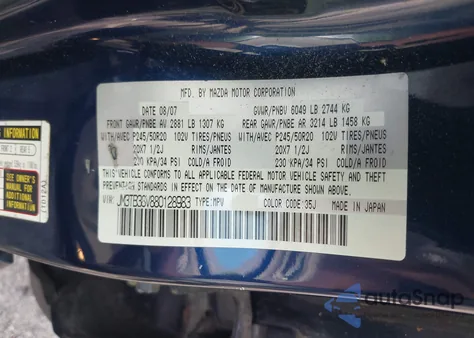 MFD. BY MAZDA MOTOR CORPORATION
DATE 08/07 GVWR/PNBV 6049 LB 2744 KG
FRONT GAWR/PNBE AV 2881 LB 1307 KG REAR GAWR/PNBE AR 3214 LB 1458 KG
WITH/AVEC P245/50R20 102V TIRES/PNEUS WITH/AVEC P245/50R20 102V TIRES/PNEUS
20X7 1/2J RIMS/JANTES 20X7 1/2J RIMS/JANTES
230 KPA/34 PSI COLD/A FROID 230 KPA/34 PSI COLD/A FROID
THIS VEHICLE CONFORMS TO ALL APPLICABLE FEDERAL MOTOR VEHICLE SAFETY AND
THEFT PREVENTION STANDARDS IN EFFECT ON THE DATE OF MANUFACTURE SHOWN ABOVE.
VIN: JM3TB3GV880128983 TYPE:MPV COLOR CODE:35J MADE IN JAPAN
INFORMATION
autoSnap